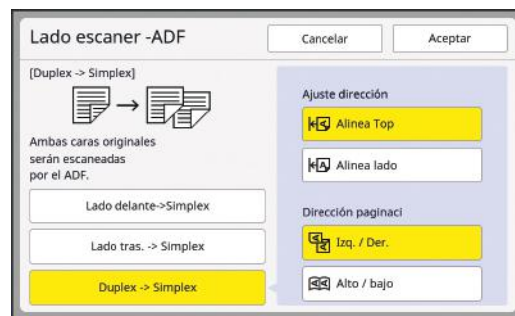 Lado escaner -ADF
Cancelar
Aceptar
[Duplex -> Simplex]
Ambas caras originales
serán escaneadas
por el ADF.
Lado delante->Simplex
Lado tras. -> Simplex
Duplex -> Simplex
Ajuste dirección
Alinea Top
Alinea lado
Dirección paginaci
Izq. / Der.
Alto / bajo